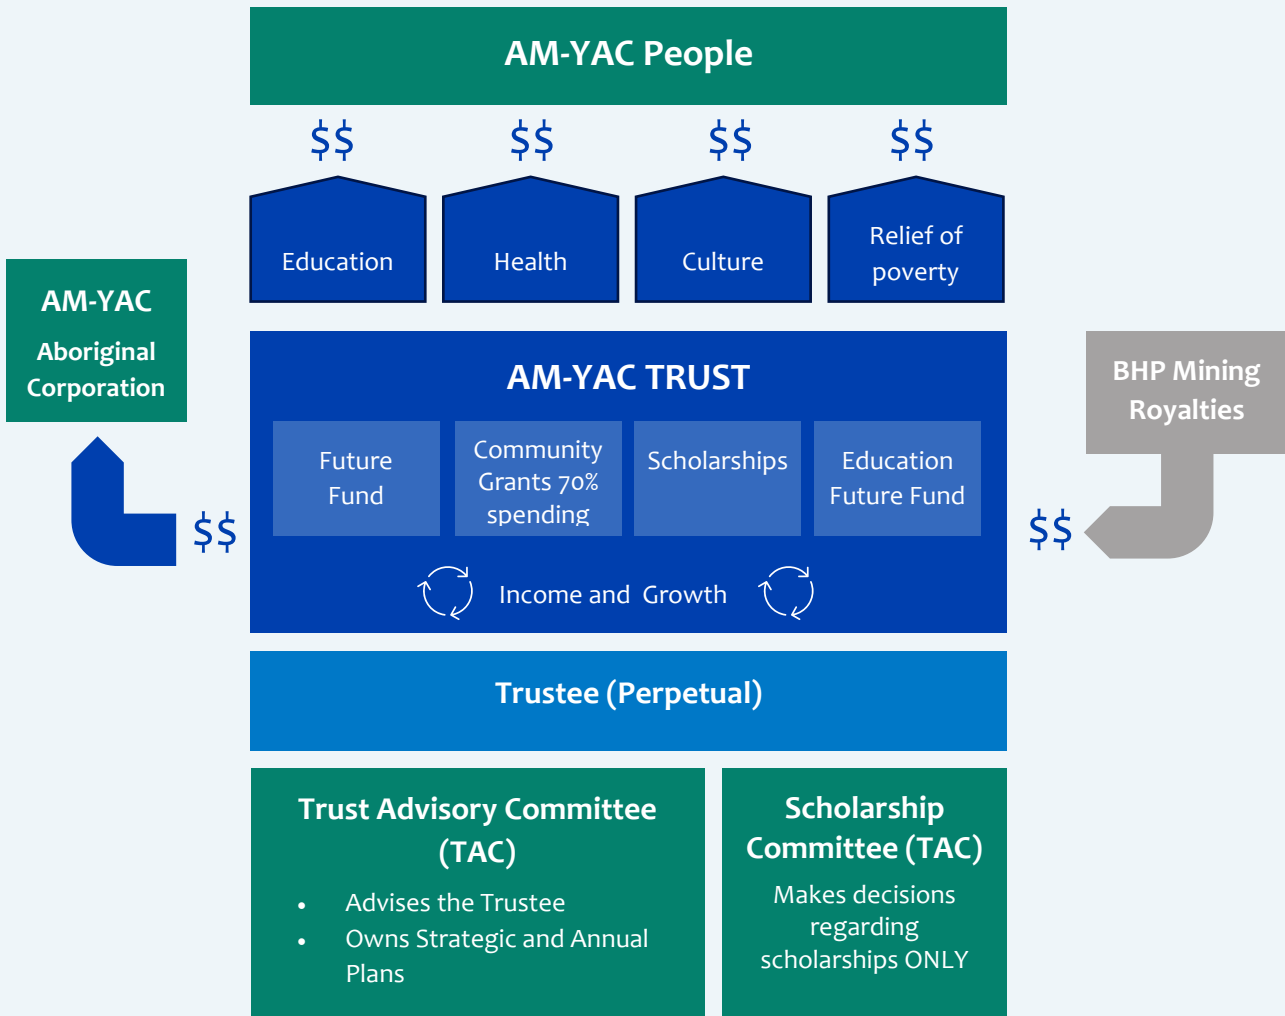 AM-YAC People
$$ $$ $$ $$
Education
Health
Culture
Relief of
poverty
AM-YAC
Aboriginal
Corporation
$$
AM-YAC TRUST
Future
Fund
Community
Grants 70%
spending
Scholarships
Education
Future Fund
Income and Growth
BHP Mining
Royalties
$$
Trustee (Perpetual)
Trust Advisory Committee
(TAC)
• Advises the Trustee
• Owns Strategic and Annual
Plans
Scholarship
Committee (TAC)
Makes decisions
regarding
scholarships ONLY